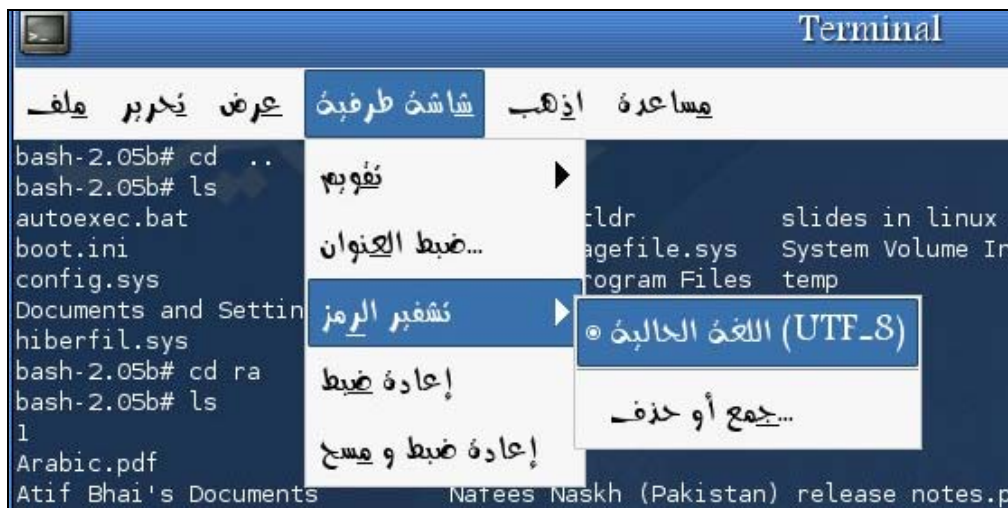 Terminal
ملف تحرير عرض شاشة طرفية اذهب مساعدة
bash-2.05b# cd ..
bash-2.05b# ls
autoexec.bat tldr slides in linux
boot.ini agefile.sys System Volume In
config.sys rogram Files temp
Documents and Settin
hiberfil.sys
bash-2.05b# cd ra
bash-2.05b# ls
1
Arabic.pdf
Atif Bhai's Documents Nafees Naskh (Pakistan) release notes.p
تقويم
ضبط العنوان...
تشفير الرمز
إعادة ضبط
إعادة ضبط و مسح
اللغة الحالية (UTF-8)
جمع أو حذف...